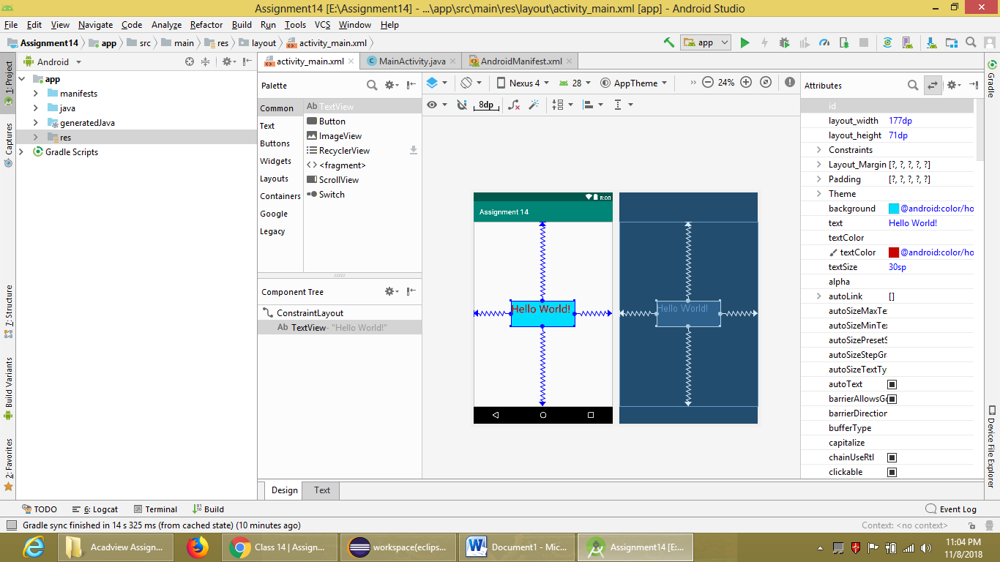 Assignment14 [E:\Assignment14] - ...\app\src\main\res\layout\activity_main.xml [app] - Android Studio
File Edit View Navigate Code Analyze Refactor Build Run Tools VCS Window Help
Assignment14 app src main res layout activity_main.xml
app
Android
activity_main.xml MainActivity.java AndroidManifest.xml
1: Project
Captures
7: Structure
Build Variants
2: Favorites
app
manifests
java
generatedJava
res
Gradle Scripts
Palette
Common
Text
Buttons
Widgets
Layouts
Containers
Google
Legacy
Ab TextView
Button
ImageView
RecyclerView
<fragment>
ScrollView
Switch
Component Tree
ConstraintLayout
Ab TextView- "Hello World!"
Nexus 4 28 AppTheme » 24%
8dp
8:00
Assignment 14
Hello World!
Hello World!
Attributes
id
layout_width 177dp
layout_height 71dp
Constraints
Layout_Margin [?, ?, ?, ?, ?]
Padding [?, ?, ?, ?, ?]
Theme
background @android:color/ho
text Hello World!
textColor
textColor @android:color/ho
textSize 30sp
alpha
autoLink []
autoSizeMaxTe
autoSizeMinTe
autoSizePresetS
autoSizeStepGr
autoSizeTextTy
autoText
barrierAllowsG
barrierDirection
bufferType
capitalize
chainUseRtl
clickable
Gradle
Device File Explorer
Design Text
TODO 6: Logcat Terminal Build Event Log
Gradle sync finished in 14 s 325 ms (from cached state) (10 minutes ago) Context: <no context>
Acadview Assign... Class 14 | Assign... workspace(eclips... Document1 - Mic... Assignment14 [E:... 11:04 PM
11/8/2018